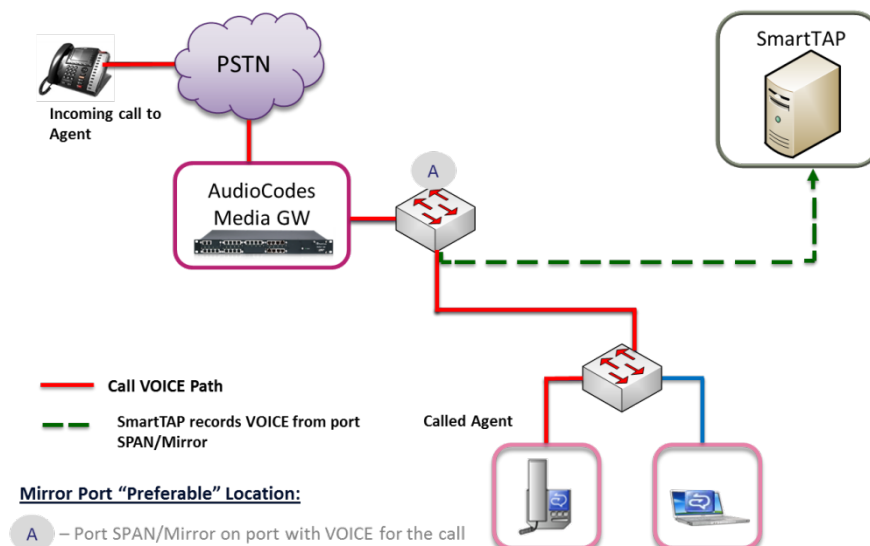 SmartTAP
PSTN
Incoming call to
Agent
A
AudioCodes
Media GW
Call VOICE Path
SmartTAP records VOICE from port
SPAN/Mirror
Called Agent
Mirror Port “Preferable” Location:
A – Port SPAN/Mirror on port with VOICE for the call